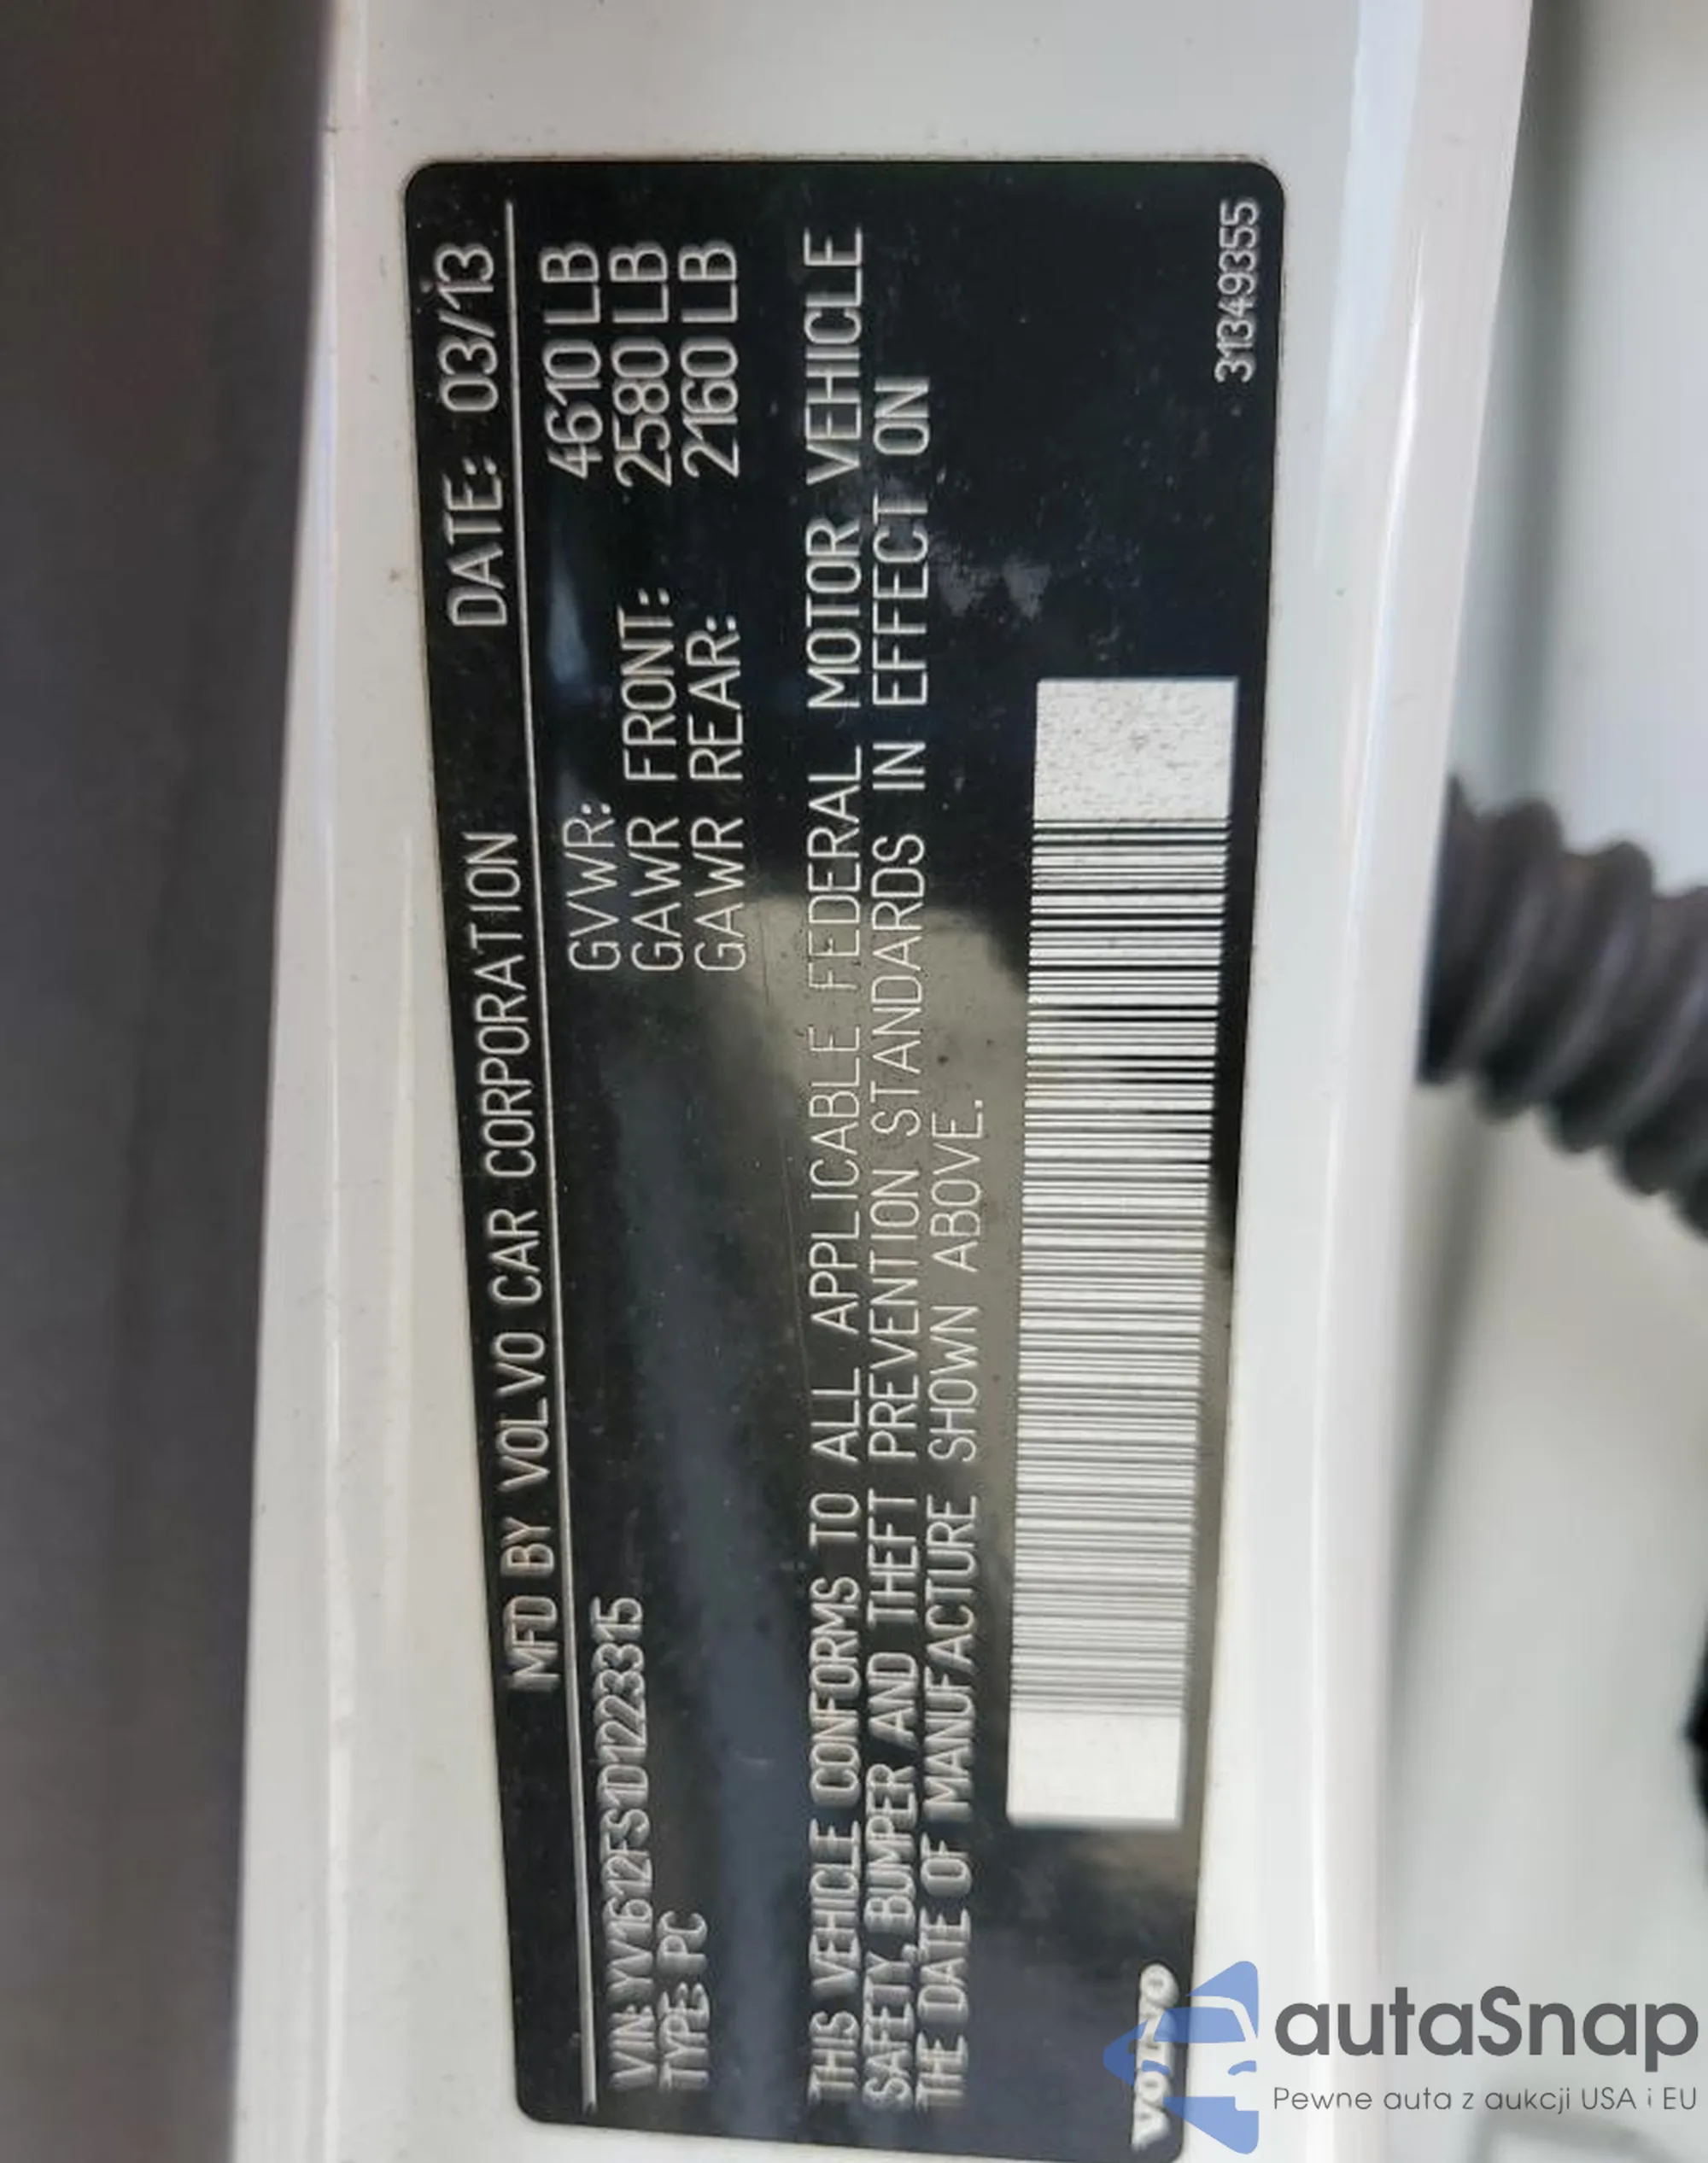 MFD BY VOLVO CAR CORPORATION DATE: 03/13
GVWR: 4610 LB
GAWR FRONT: 2580 LB
GAWR REAR: 2160 LB
VIN: YV1612FS1D1223315
TYPE: PC
THIS VEHICLE CONFORMS TO ALL APPLICABLE FEDERAL MOTOR VEHICLE
SAFETY, BUMPER AND THEFT PREVENTION STANDARDS IN EFFECT ON
THE DATE OF MANUFACTURE SHOWN ABOVE.
VOLVO
31349355
autaSnap
Pewne auta z aukcji USA i EU